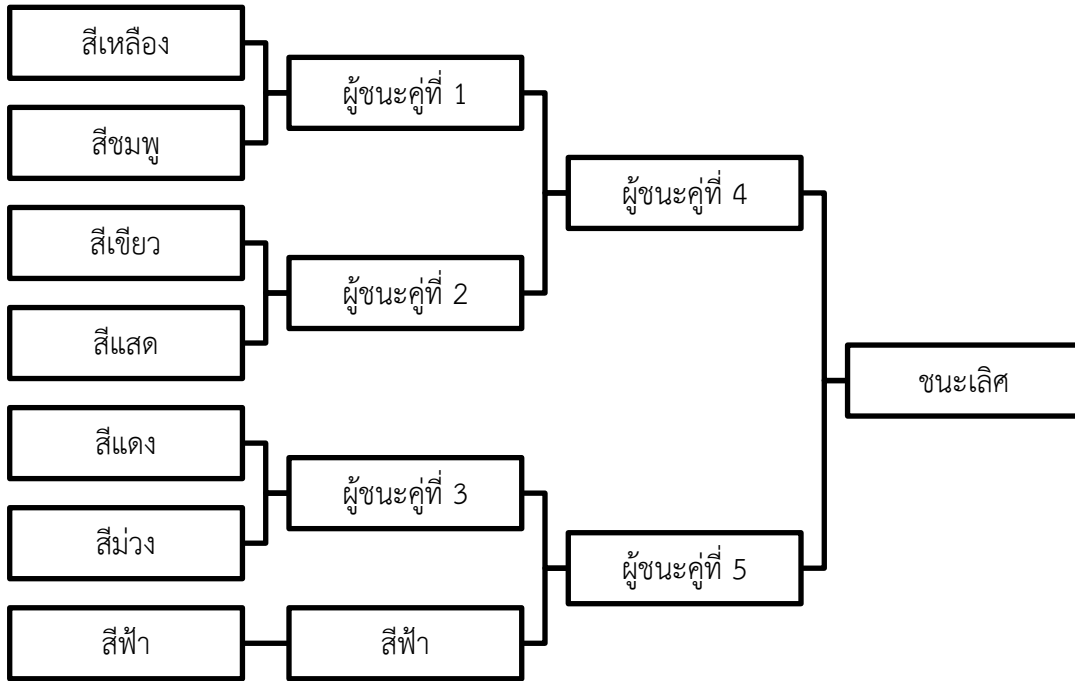 สีเหลือง
สีชมพู
สีเขียว
สีแสด
สีแดง
สีม่วง
สีฟ้า
ผู้ชนะคู่ที่ 1
ผู้ชนะคู่ที่ 2
ผู้ชนะคู่ที่ 3
สีฟ้า
ผู้ชนะคู่ที่ 4
ผู้ชนะคู่ที่ 5
ชนะเลิศ